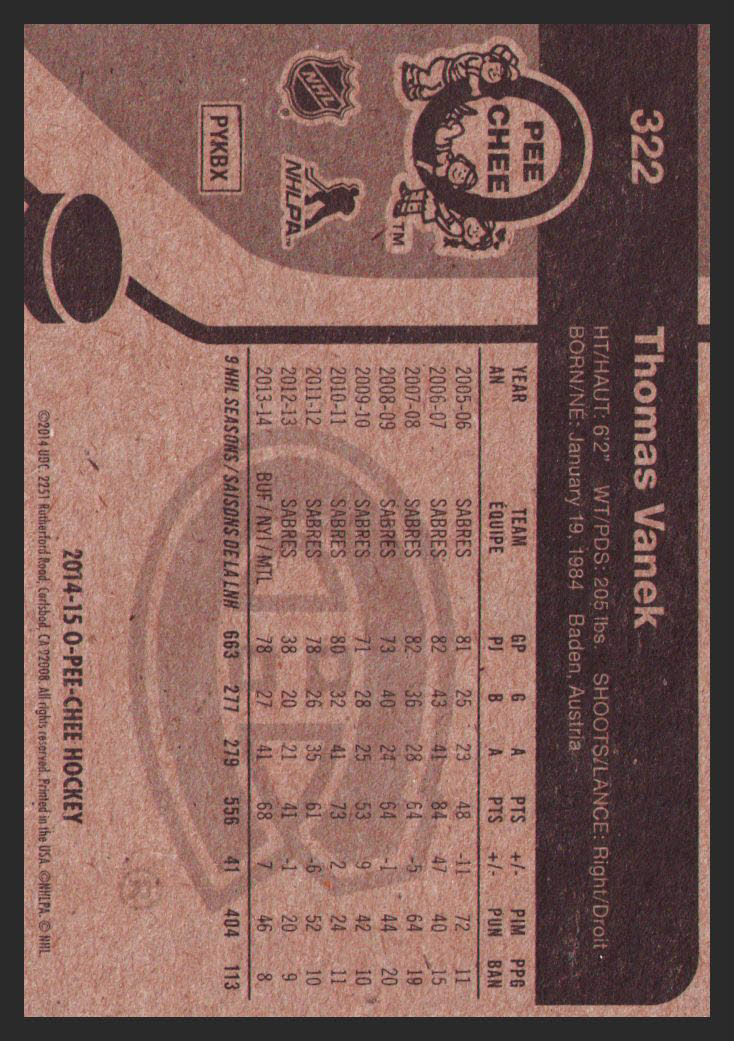 322
Thomas Vanek
HT/HAUT: 6'2" WT/PDS: 205 lbs. SHOOTS/LANCE: Right/Droit
BORN/NÉ: January 19, 1984 Baden, Austria
O
PEE
CHEE
TM
NHL
NHLPA™
PYKBX
YEAR TEAM GP G A PTS +/- PIM PPG
AN ÉQUIPE PJ B A PTS +/- PUN BAN
2005-06 SABRES 81 25 23 48 -11 72 11
2006-07 SABRES 82 43 41 84 47 40 15
2007-08 SABRES 82 36 28 64 -5 64 19
2008-09 SABRES 73 40 24 64 -1 44 20
2009-10 SABRES 71 28 25 53 9 42 10
2010-11 SABRES 80 32 41 73 2 24 11
2011-12 SABRES 78 26 35 61 -6 52 10
2012-13 SABRES 38 20 21 41 -1 20 9
2013-14 BUF / NYI / MTL 78 27 41 68 7 46 8
9 NHL SEASONS / SAISONS DE LA LNH 663 277 279 556 41 404 113
2014-15 O-PEE-CHEE HOCKEY
©2014 UDC. 2251 Rutherford Road, Carlsbad, CA 92008. All rights reserved. Printed in the USA. ©NHLPA. © NHL